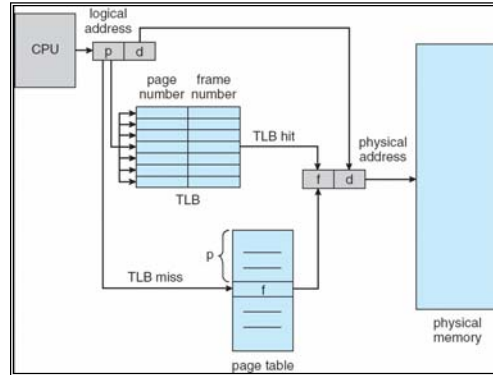 logical
address
CPU
p d
page
number
frame
number
TLB hit
physical
address
f d
TLB
p
TLB miss
f
physical
memory
page table